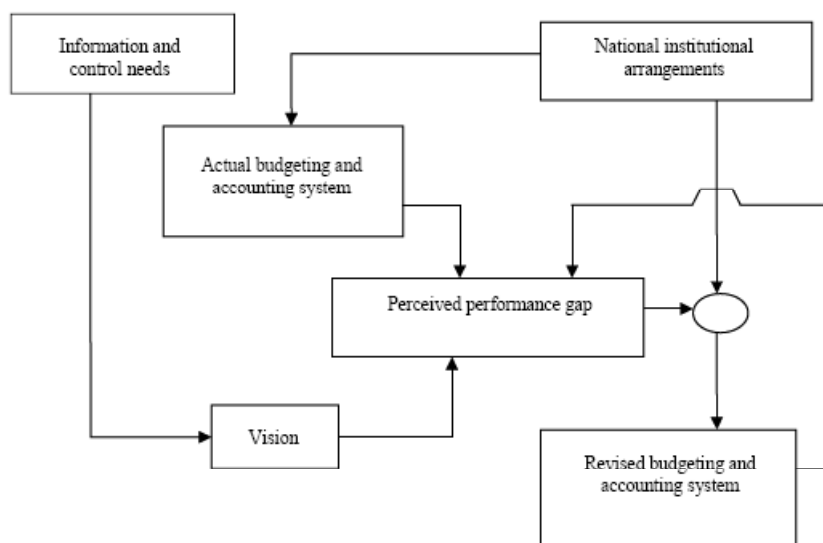 Information and
control needs
National institutional
arrangements
Actual budgeting and
accounting system
Perceived performance gap
Vision
Revised budgeting and
accounting system